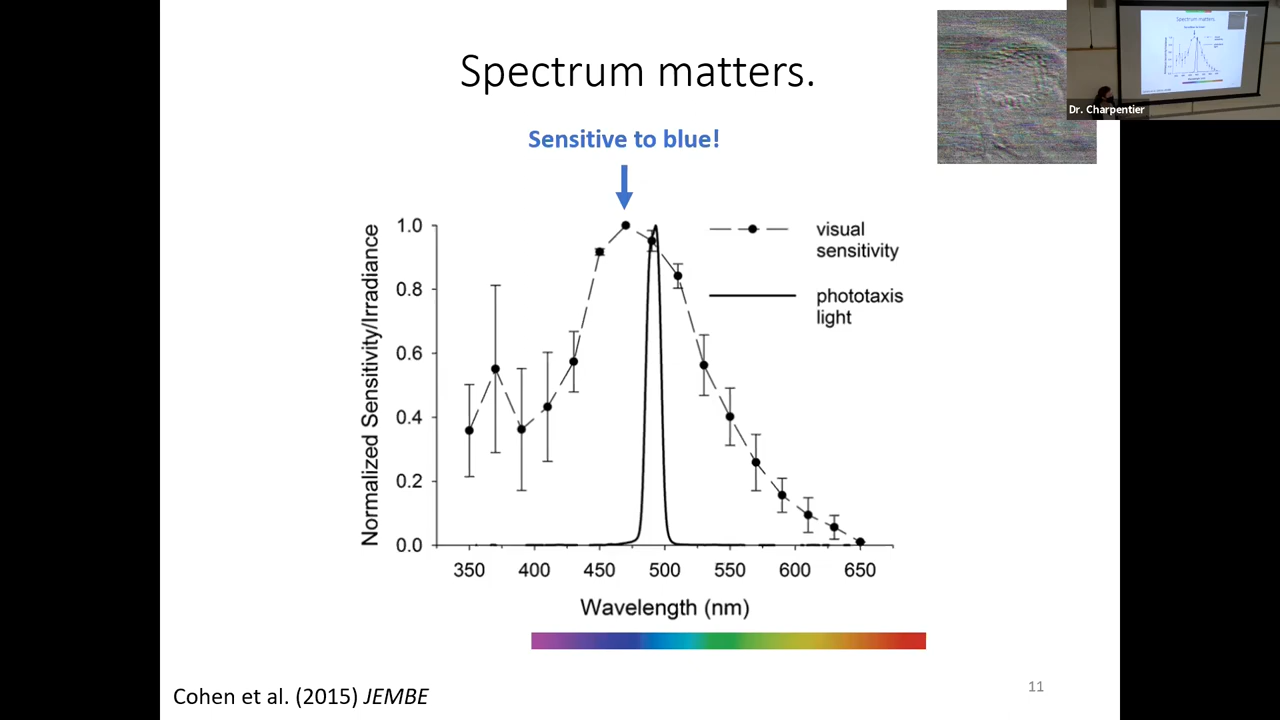 Spectrum matters.
Spectrum matters.
Dr. Charpentier
Sensitive to blue!
Normalized Sensitivity/Irradiance
1.0
0.8
0.6
0.4
0.2
0.0
visual
sensitivity
phototaxis
light
350 400 450 500 550 600 650
Wavelength (nm)
Cohen et al. (2015) JEMBE
11